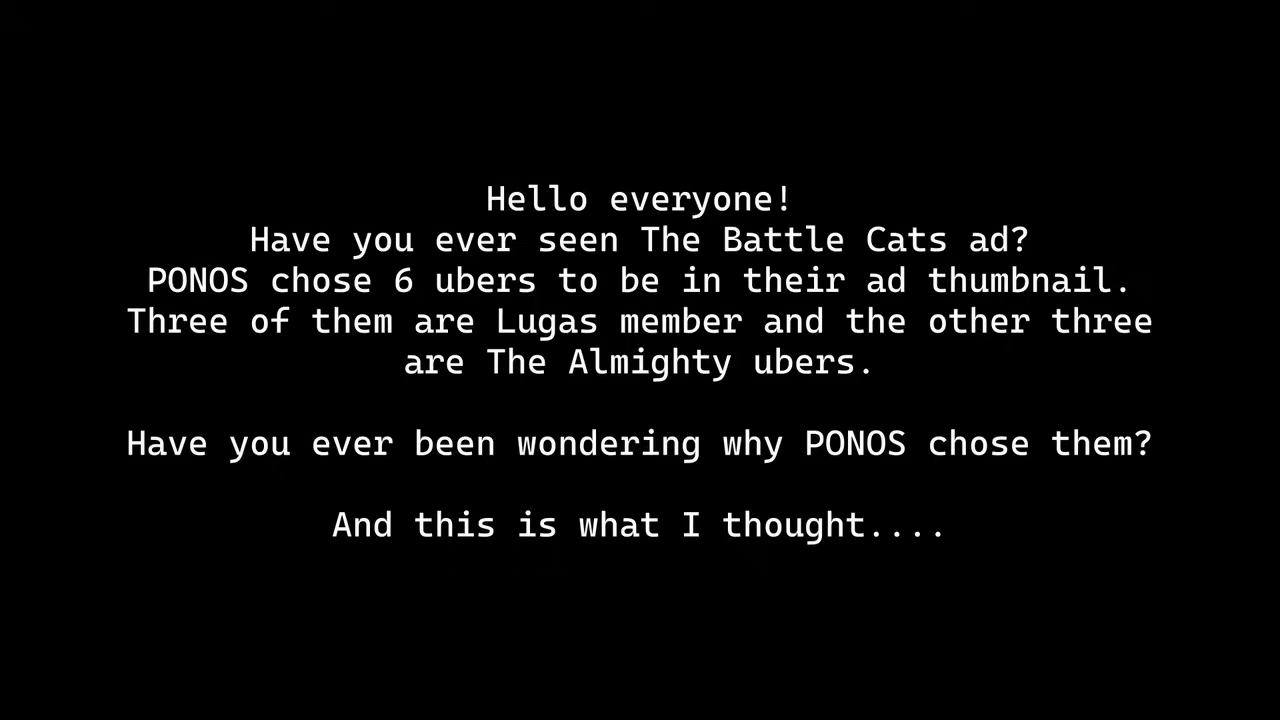 Hello everyone!
Have you ever seen The Battle Cats ad?
PONOS chose 6 ubers to be in their ad thumbnail.
Three of them are Lugas member and the other three
are The Almighty ubers.
Have you ever been wondering why PONOS chose them?
And this is what I thought....